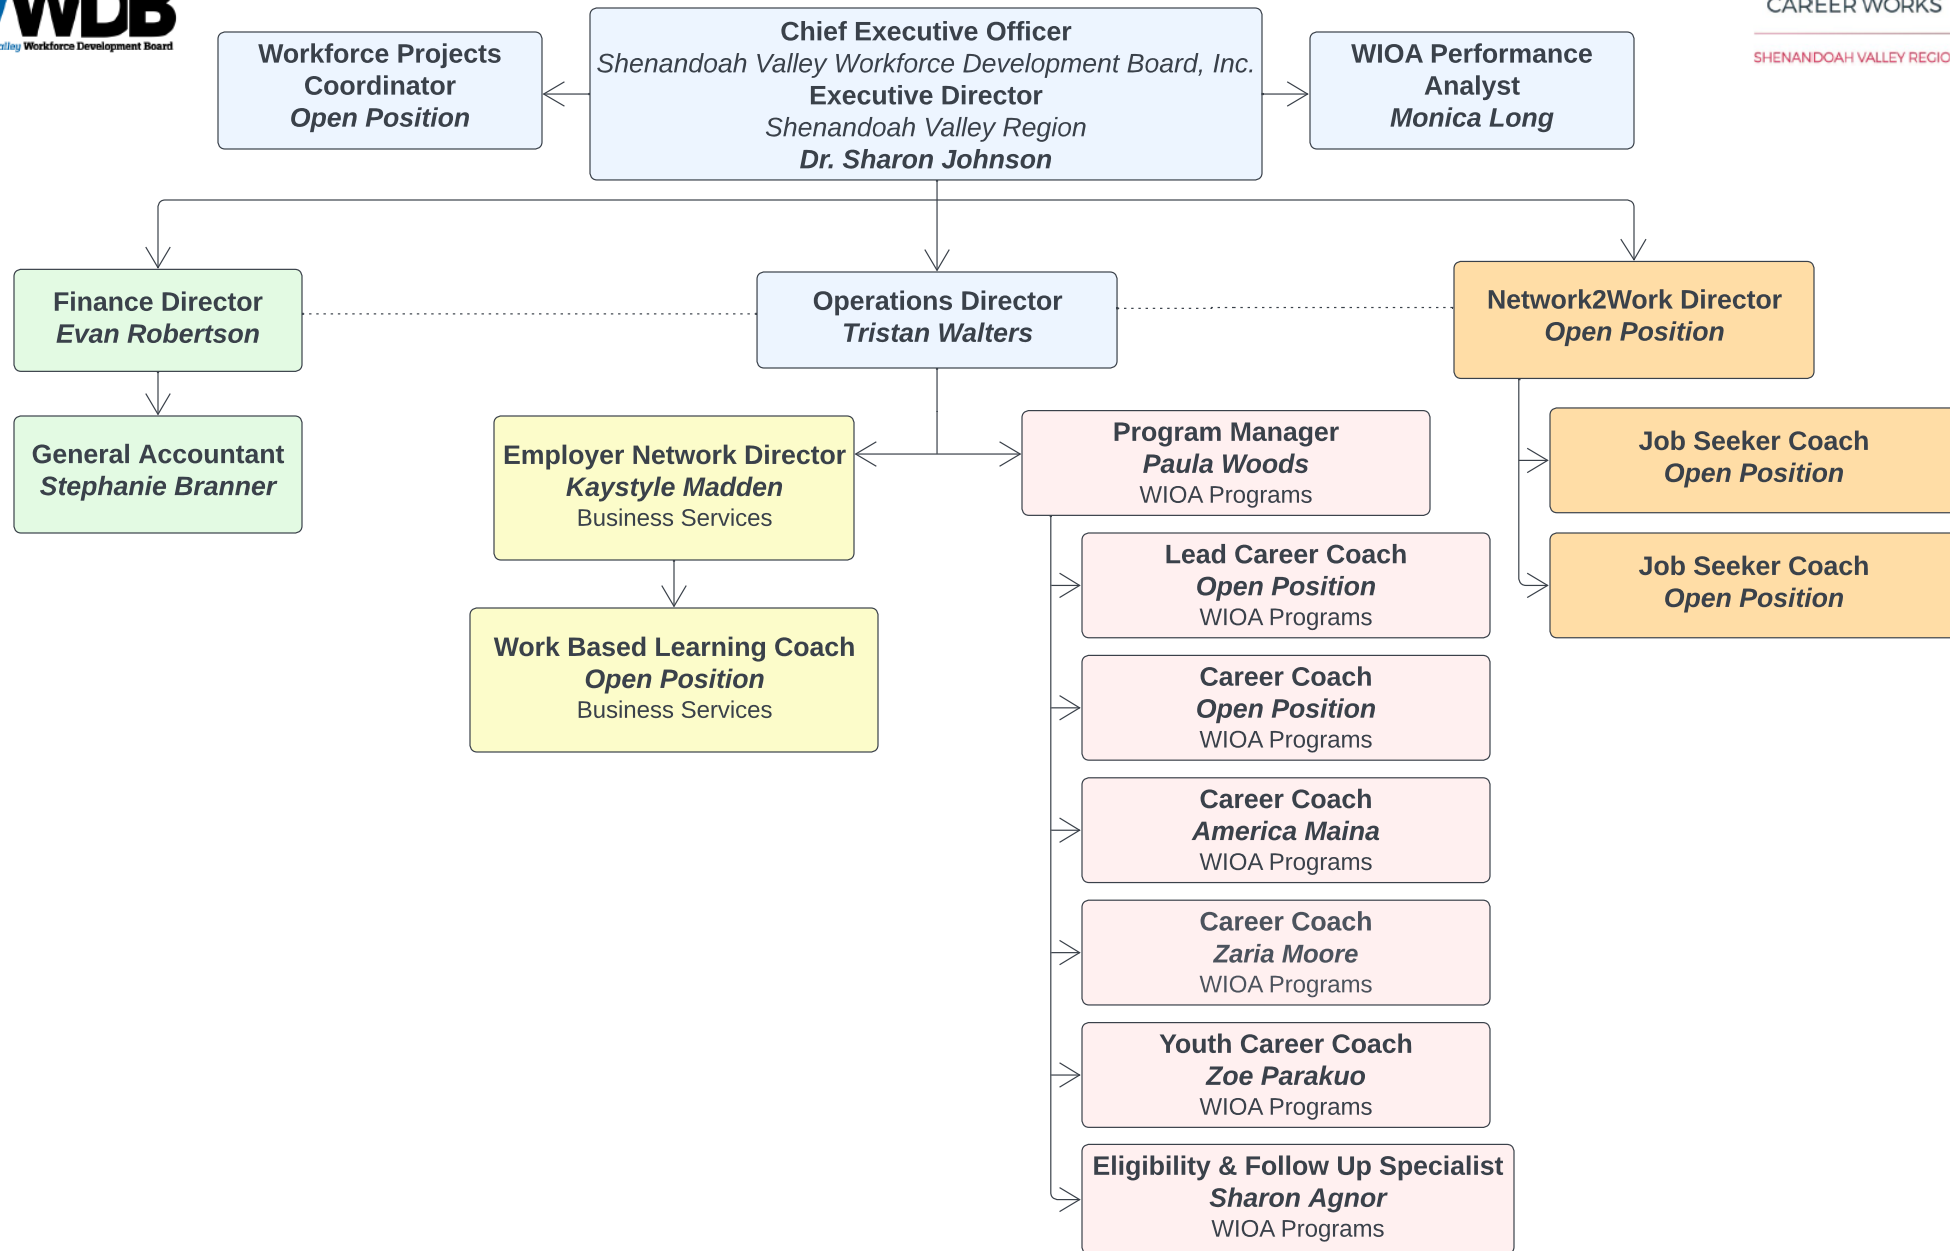 WDB
alley Workforce Development Board
CAREER WORKS
SHENANDOAH VALLEY REGIO
Workforce Projects
Coordinator
Open Position
Chief Executive Officer
Shenandoah Valley Workforce Development Board, Inc.
Executive Director
Shenandoah Valley Region
Dr. Sharon Johnson
WIOA Performance
Analyst
Monica Long
Finance Director
Evan Robertson
Operations Director
Tristan Walters
Network2Work Director
Open Position
General Accountant
Stephanie Branner
Employer Network Director
Kaystyle Madden
Business Services
Program Manager
Paula Woods
WIOA Programs
Job Seeker Coach
Open Position
Job Seeker Coach
Open Position
Work Based Learning Coach
Open Position
Business Services
Lead Career Coach
Open Position
WIOA Programs
Career Coach
Open Position
WIOA Programs
Career Coach
America Maina
WIOA Programs
Career Coach
Zaria Moore
WIOA Programs
Youth Career Coach
Zoe Parakuo
WIOA Programs
Eligibility & Follow Up Specialist
Sharon Agnor
WIOA Programs